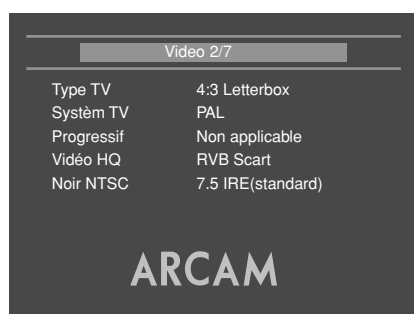 Video 2/7
Type TV 4:3 Letterbox
Systèm TV PAL
Progressif Non applicable
Vidéo HQ RVB Scart
Noir NTSC 7.5 IRE(standard)
ARCAM